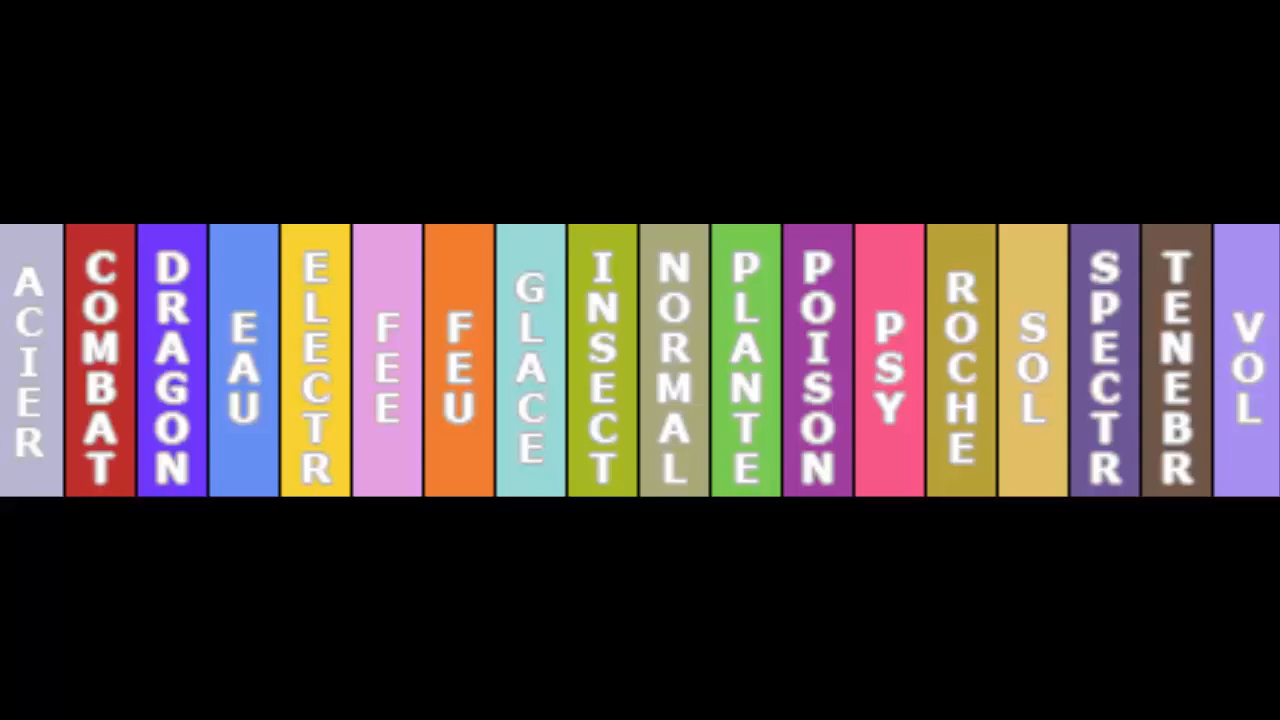 ACIER
COMBAT
DRAGON
EAU
ELECTR
FEE
FEU
GLACE
INSECT
NORMAL
PLANTE
POISON
PSY
ROCHE
SOL
SPECTR
TENEBR
VOL